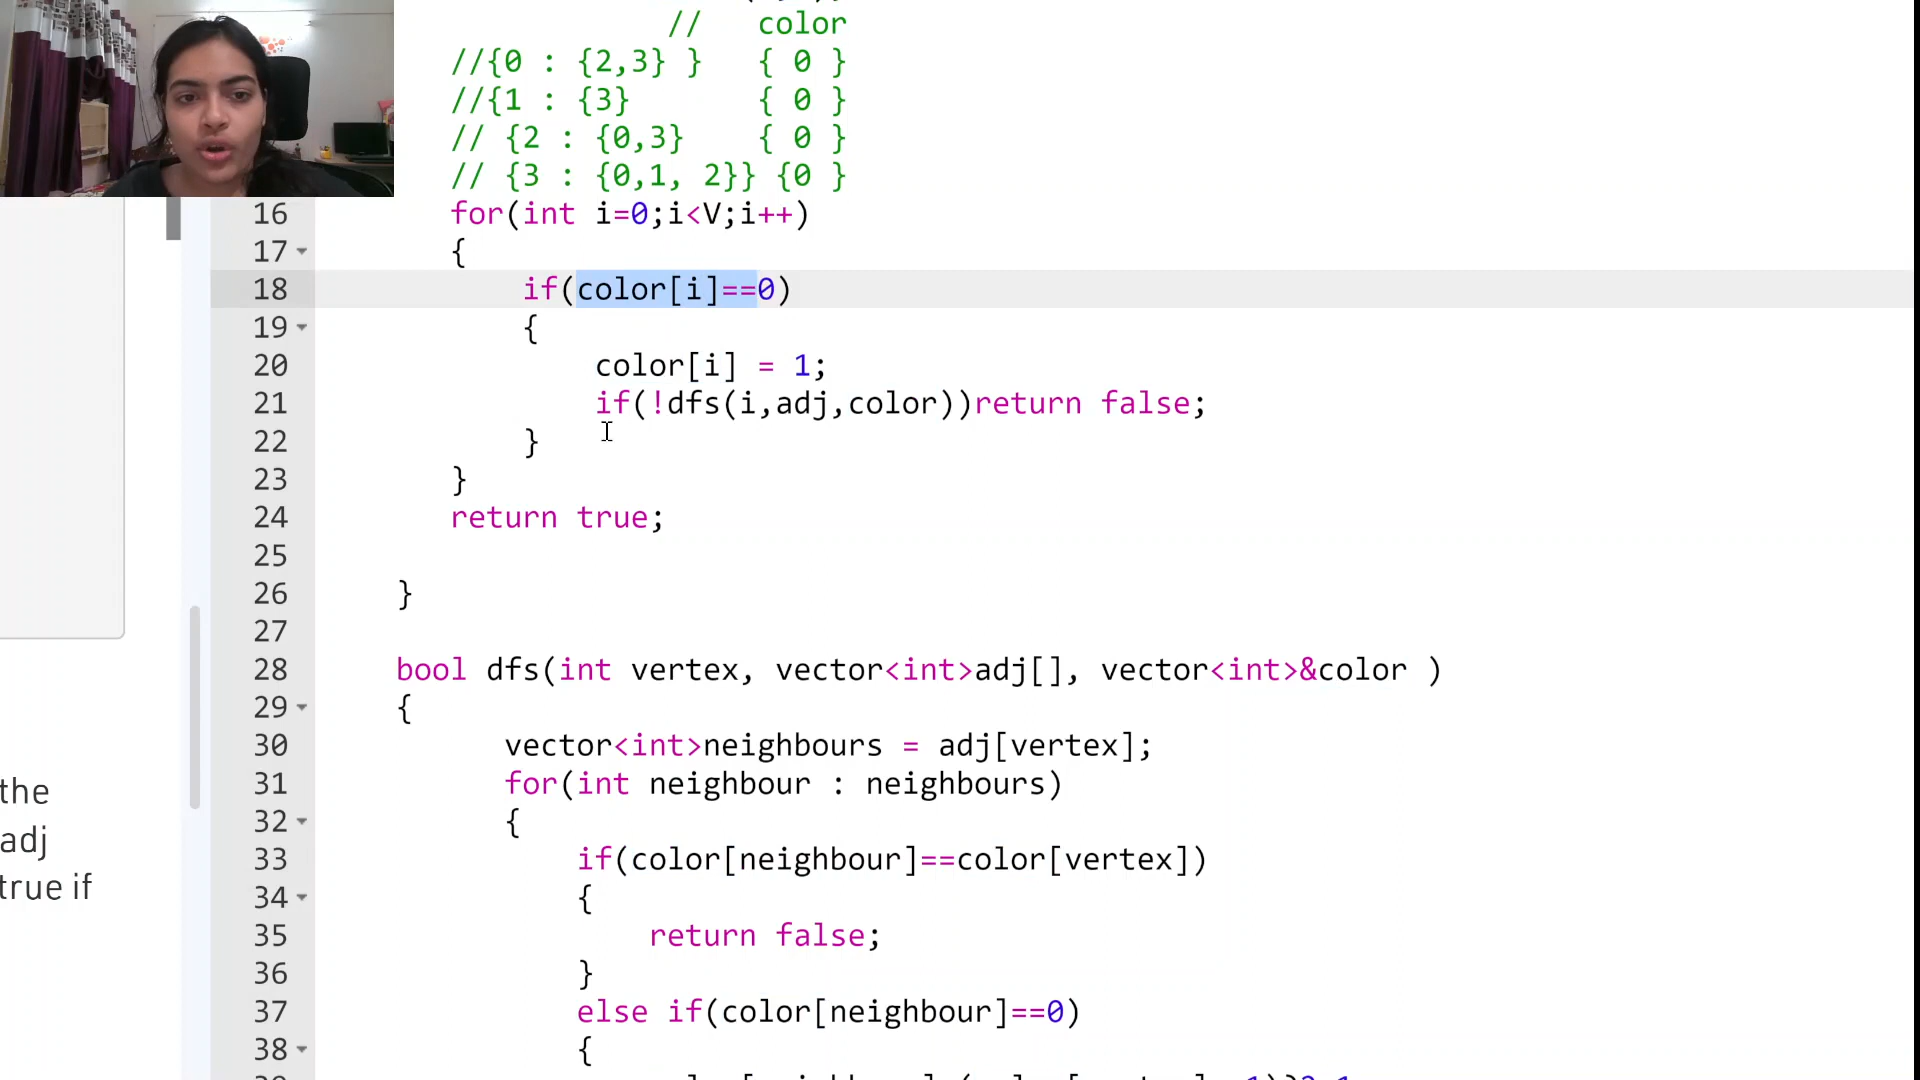 // color
//{0 : {2,3} } { 0 }
//{1 : {3} { 0 }
// {2 : {0,3} { 0 }
// {3 : {0,1, 2}} {0 }
16 for(int i=0;i<V;i++)
17 {
18 if(color[i]==0)
19 {
20 color[i] = 1;
21 if(!dfs(i,adj,color))return false;
22 }
23 }
24 return true;
25
26 }
27
28 bool dfs(int vertex, vector<int>adj[], vector<int>&color )
29 {
30 vector<int>neighbours = adj[vertex];
31 for(int neighbour : neighbours)
32 {
33 if(color[neighbour]==color[vertex])
34 {
35 return false;
36 }
37 else if(color[neighbour]==0)
38 {
the
adj
true if